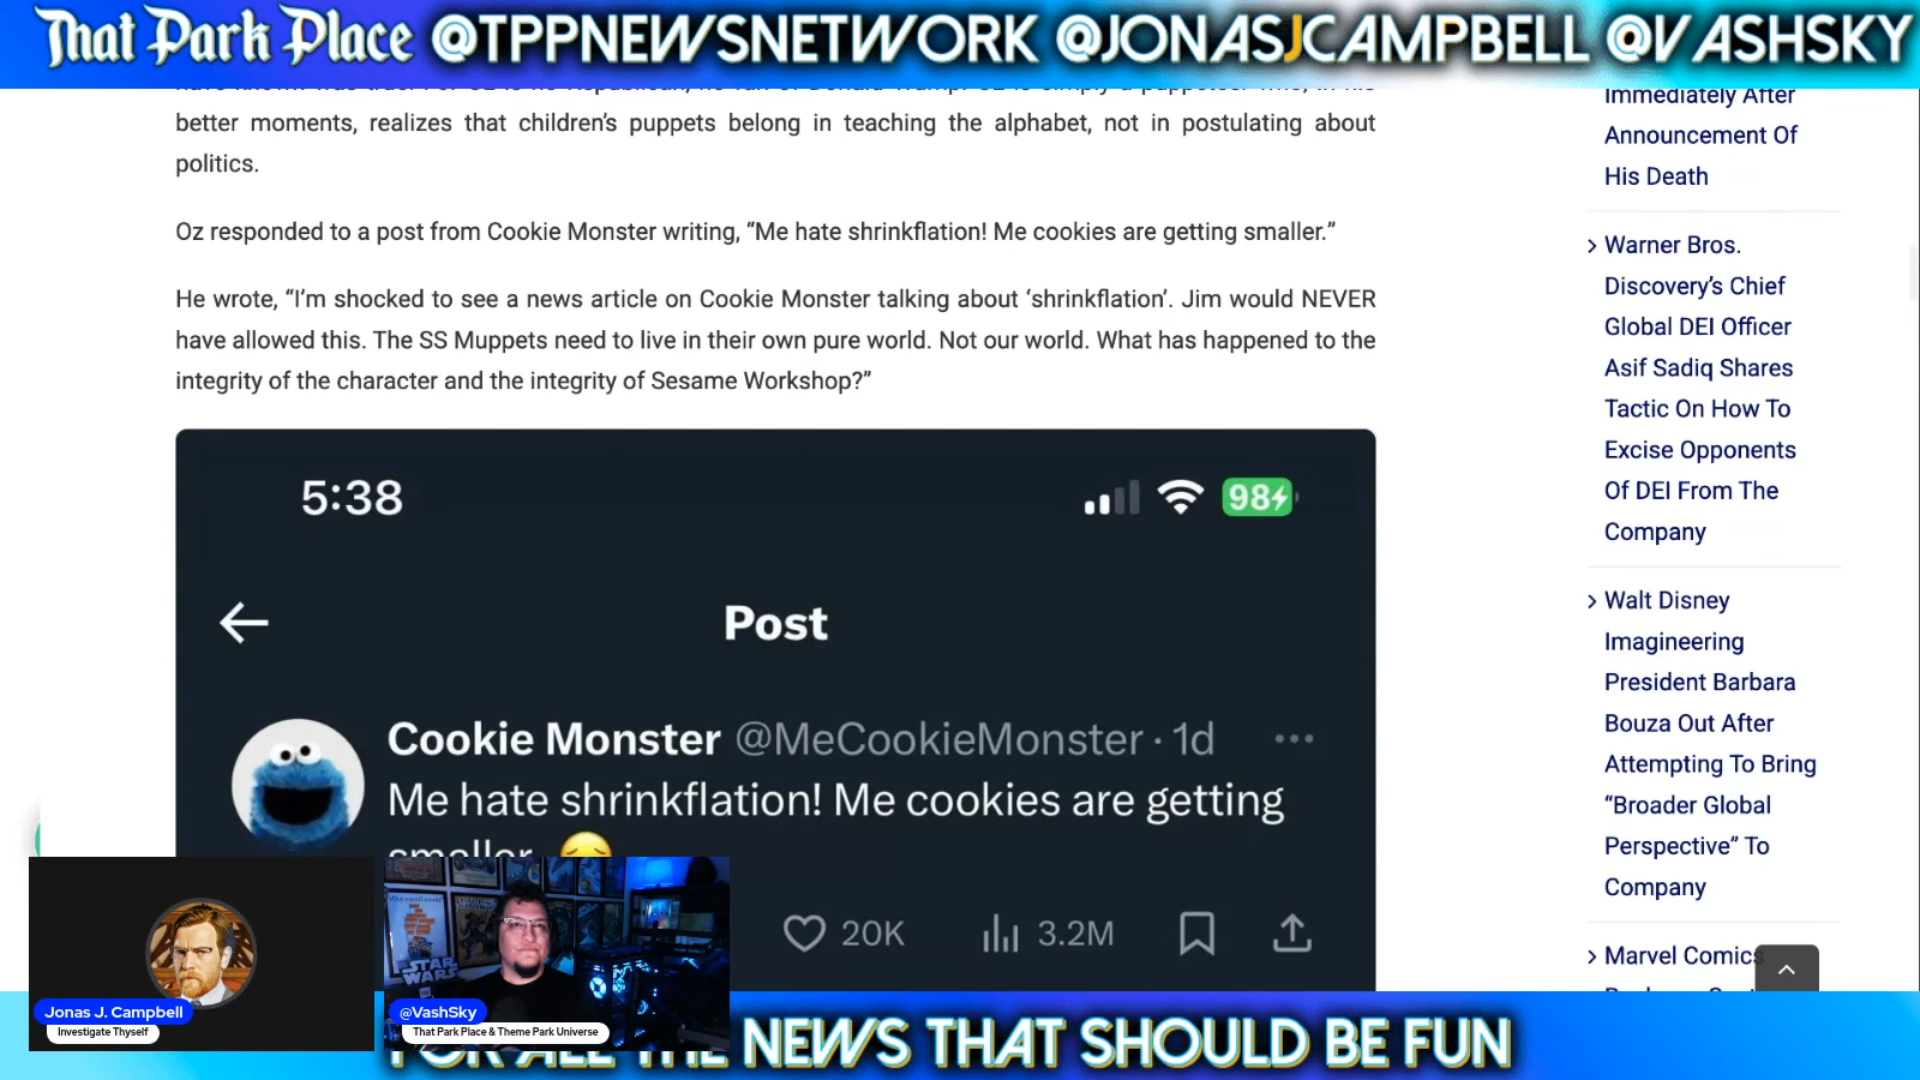 That Park Place @TPPNEWSNETWORK @JONASJCAMPBELL @VASHSKY
better moments, realizes that children’s puppets belong in teaching the alphabet, not in postulating about
politics.
Oz responded to a post from Cookie Monster writing, “Me hate shrinkflation! Me cookies are getting smaller.”
He wrote, “I’m shocked to see a news article on Cookie Monster talking about ‘shrinkflation’. Jim would NEVER
have allowed this. The SS Muppets need to live in their own pure world. Not our world. What has happened to the
integrity of the character and the integrity of Sesame Workshop?”
5:38
98
Post
Cookie Monster @MeCookieMonster · 1d
Me hate shrinkflation! Me cookies are getting
smaller.
20K
3.2M
Immediately After
Announcement Of
His Death
Warner Bros.
Discovery’s Chief
Global DEI Officer
Asif Sadiq Shares
Tactic On How To
Excise Opponents
Of DEI From The
Company
Walt Disney
Imagineering
President Barbara
Bouza Out After
Attempting To Bring
“Broader Global
Perspective” To
Company
Marvel Comics
STAR
WARS
Jonas J. Campbell
Investigate Thyself
@VashSky
That Park Place & Theme Park Universe
FOR ALL THE NEWS THAT SHOULD BE FUN